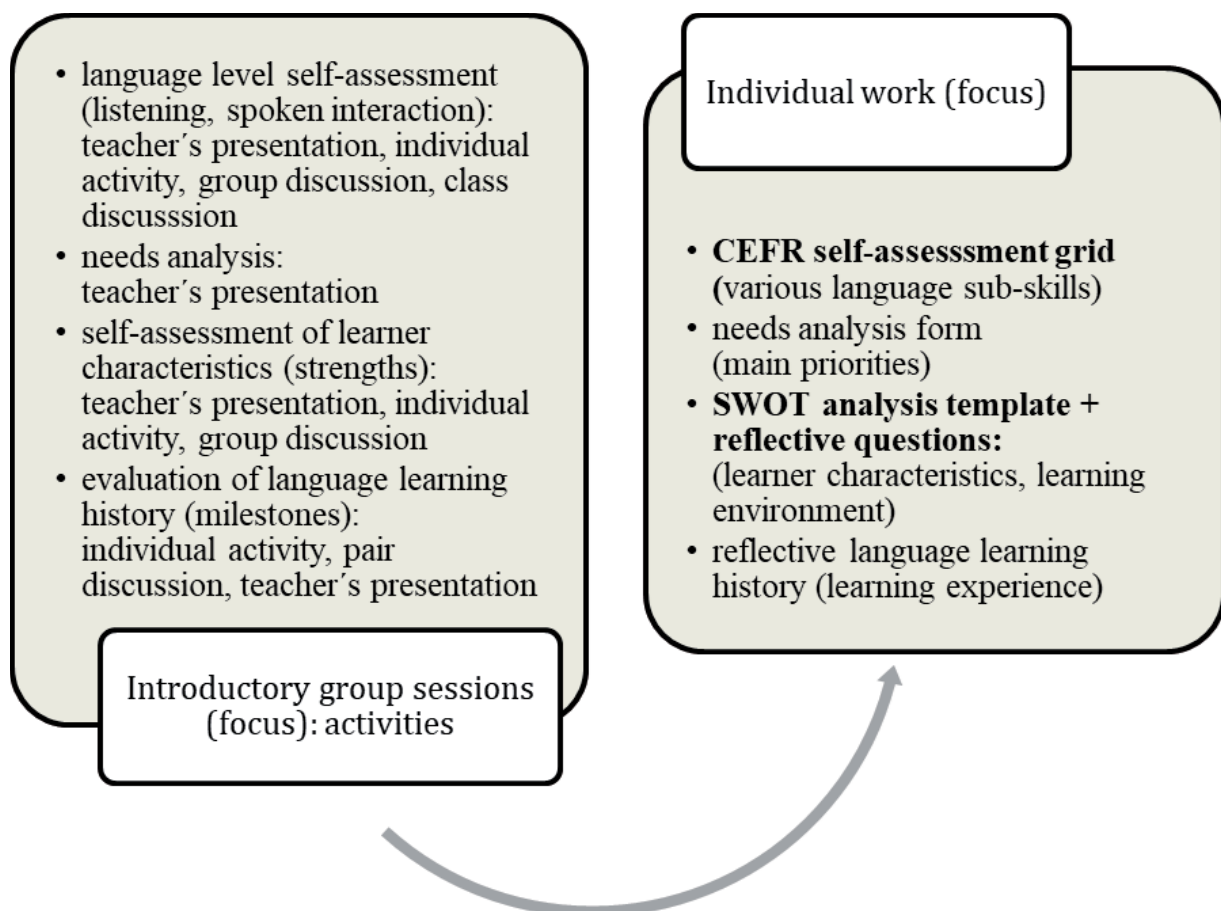 • language level self-assessment
(listening, spoken interaction):
teacher´s presentation, individual
activity, group discussion, class
discusssion
• needs analysis:
teacher´s presentation
• self-assessment of learner
characteristics (strengths):
teacher´s presentation, individual
activity, group discussion
• evaluation of language learning
history (milestones):
individual activity, pair
discussion, teacher´s presentation
Introductory group sessions
(focus): activities
Individual work (focus)
• CEFR self-assesssment grid
(various language sub-skills)
• needs analysis form
(main priorities)
• SWOT analysis template +
reflective questions:
(learner characteristics, learning
environment)
• reflective language learning
history (learning experience)